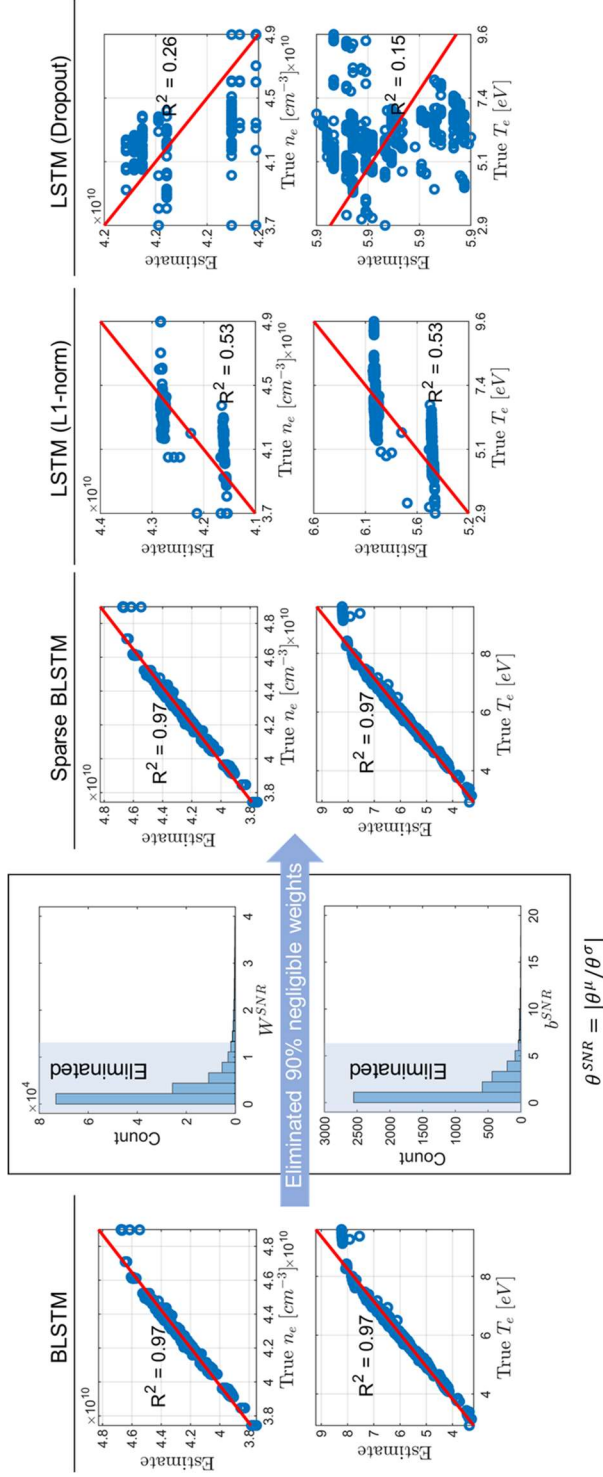 BLSTM
×10^10
4.8
4.6
4.4
4.2
4
3.8
Estimate
R² = 0.97
3.8 4 4.2 4.4 4.6 4.8
True n_e [cm⁻³]×10^10
9
8
7
6
5
4
Estimate
R² = 0.97
4 6 8
True T_e [eV]
×10^4
8
6
4
2
0
Count
Eliminated
0 1 2 3 4
W^SNR
Eliminated 90% negligible weights
3000
2500
2000
1500
1000
500
0
Count
Eliminated
0 5 10 15 20
b^SNR
θ^SNR = |θ^μ/θ^σ|
Sparse BLSTM
×10^10
4.8
4.6
4.4
4.2
4
3.8
Estimate
R² = 0.97
3.8 4 4.2 4.4 4.6 4.8
True n_e [cm⁻³]×10^10
9
8
7
6
5
4
Estimate
R² = 0.97
4 6 8
True T_e [eV]
LSTM (L1-norm)
×10^10
4.4
4.3
4.2
4.1
Estimate
R² = 0.53
3.7 4.1 4.5 4.9
True n_e [cm⁻³]×10^10
6.6
6.1
5.6
5.2
Estimate
R² = 0.53
2.9 5.1 7.4 9.6
True T_e [eV]
LSTM (Dropout)
×10^10
4.2
4.2
4.2
4.2
Estimate
R² = 0.26
3.7 4.1 4.5 4.9
True n_e [cm⁻³]×10^10
5.9
5.9
5.9
5.9
Estimate
R² = 0.15
2.9 5.1 7.4 9.6
True T_e [eV]